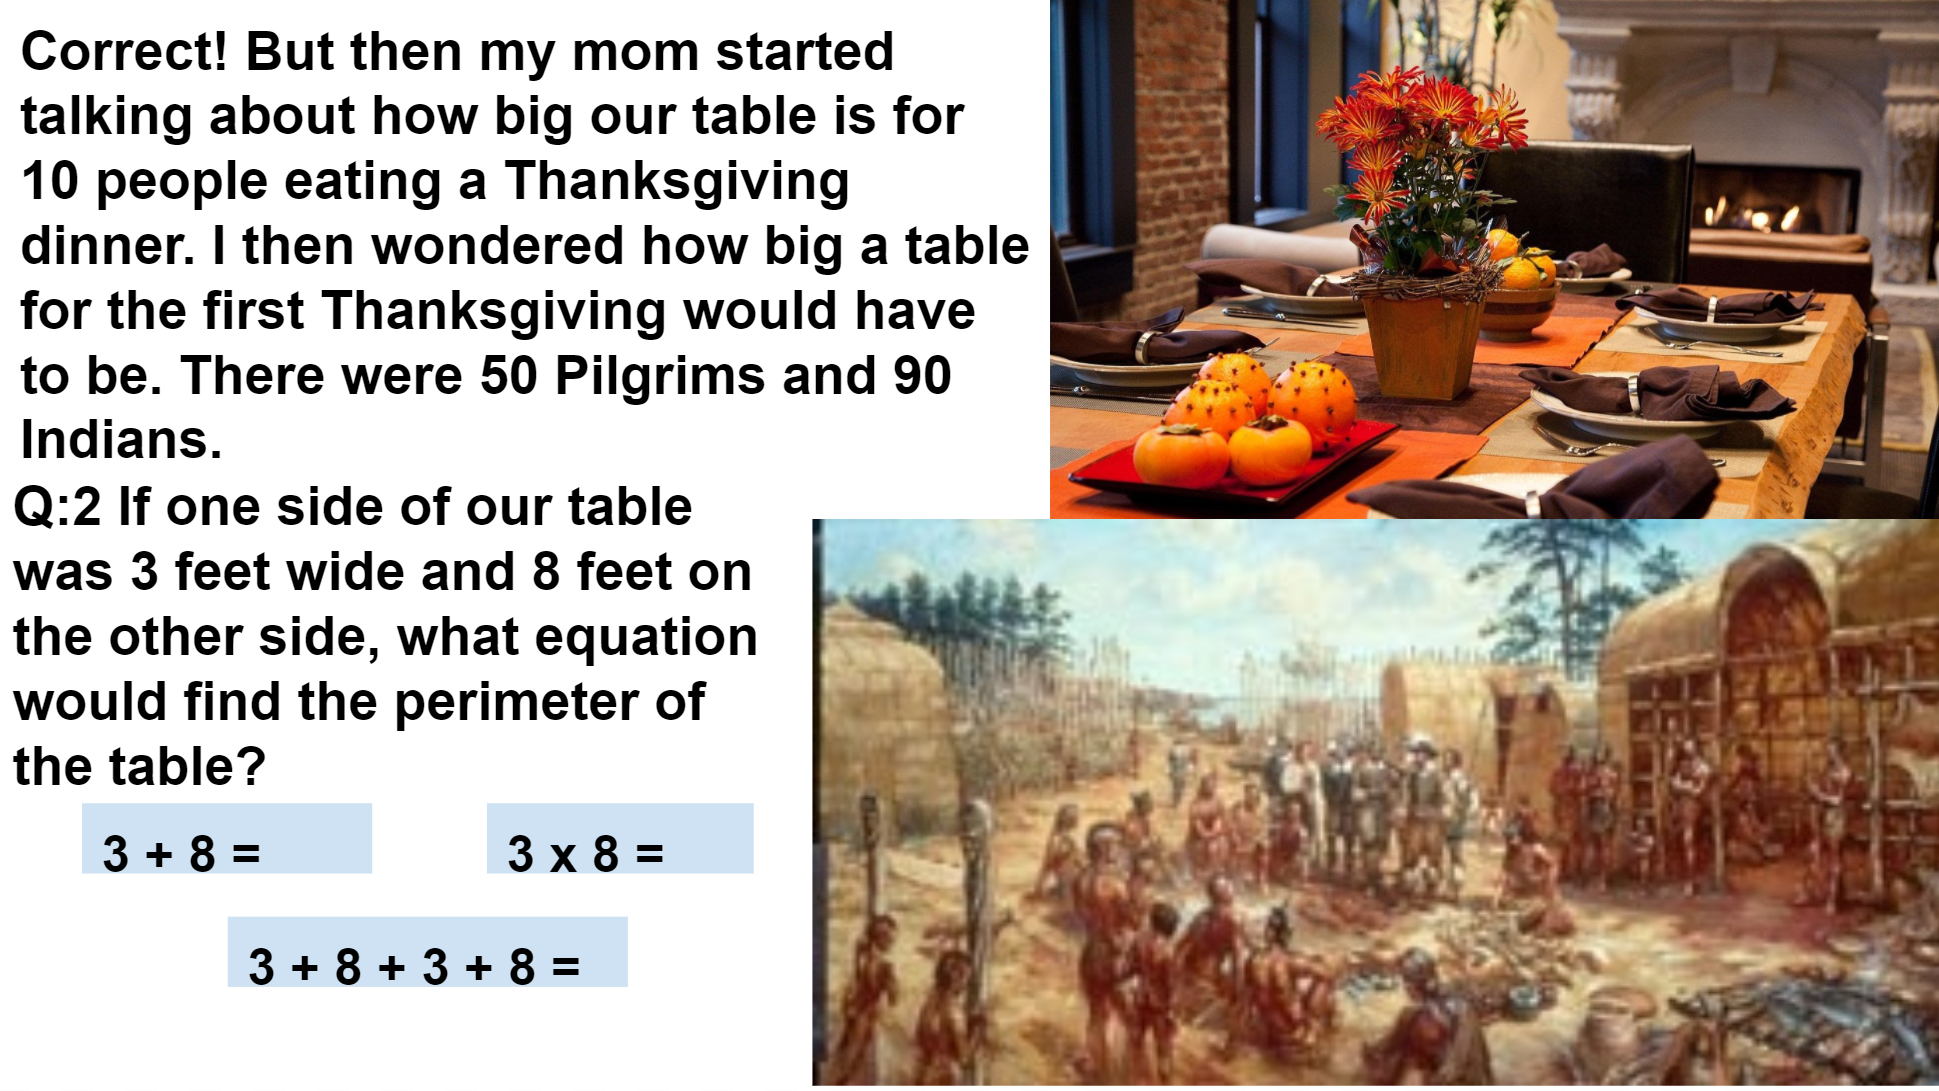 Correct! But then my mom started
talking about how big our table is for
10 people eating a Thanksgiving
dinner. I then wondered how big a table
for the first Thanksgiving would have
to be. There were 50 Pilgrims and 90
Indians.
Q:2 If one side of our table
was 3 feet wide and 8 feet on
the other side, what equation
would find the perimeter of
the table?
3 + 8 =
3 x 8 =
3 + 8 + 3 + 8 =